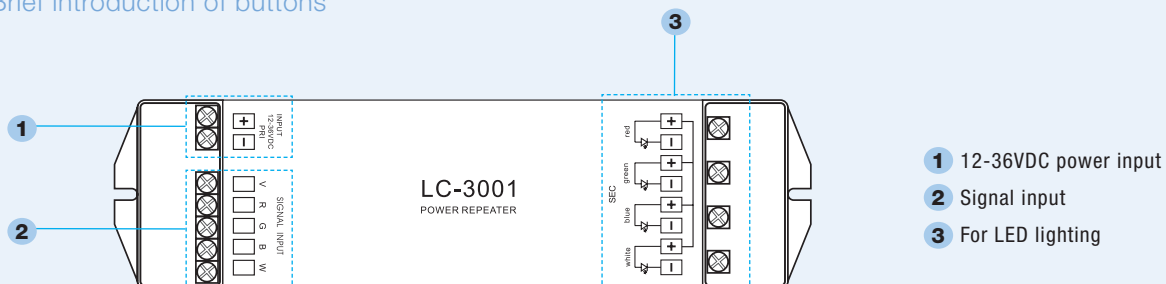 Brief introduction of buttons
3
1
INPUT
12-36VDC
PRI
+
−
2
V
R
G
B
W
SIGNAL INPUT
LC-3001
POWER REPEATER
SEC
red
+
−
green
+
−
blue
+
−
white
+
−
1 12-36VDC power input
2 Signal input
3 For LED lighting